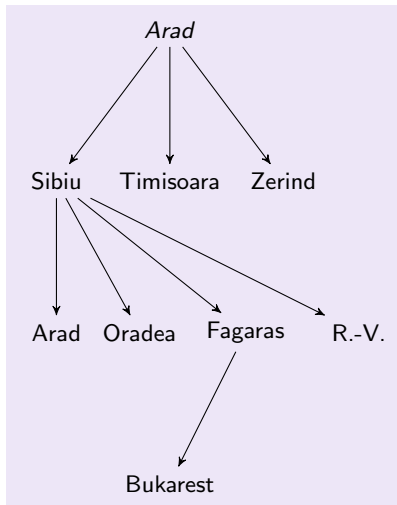 Arad
Sibiu Timisoara Zerind
Arad Oradea Fagaras R.-V.
Bukarest